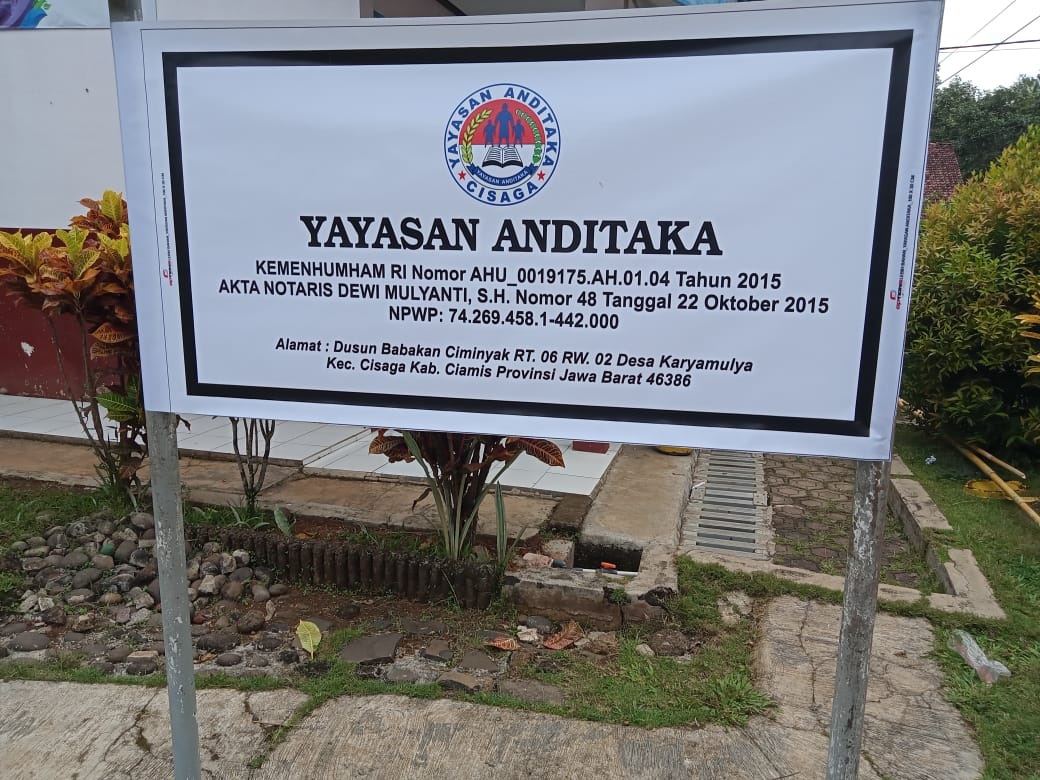 YAYASAN ANDITAKA
CISAGA
YAYASAN ANDITAKA
YAYASAN ANDITAKA
KEMENHUMHAM RI Nomor AHU_0019175.AH.01.04 Tahun 2015
AKTA NOTARIS DEWI MULYANTI, S.H. Nomor 48 Tanggal 22 Oktober 2015
NPWP: 74.269.458.1-442.000
Alamat : Dusun Babakan Ciminyak RT. 06 RW. 02 Desa Karyamulya
Kec. Cisaga Kab. Ciamis Provinsi Jawa Barat 46386